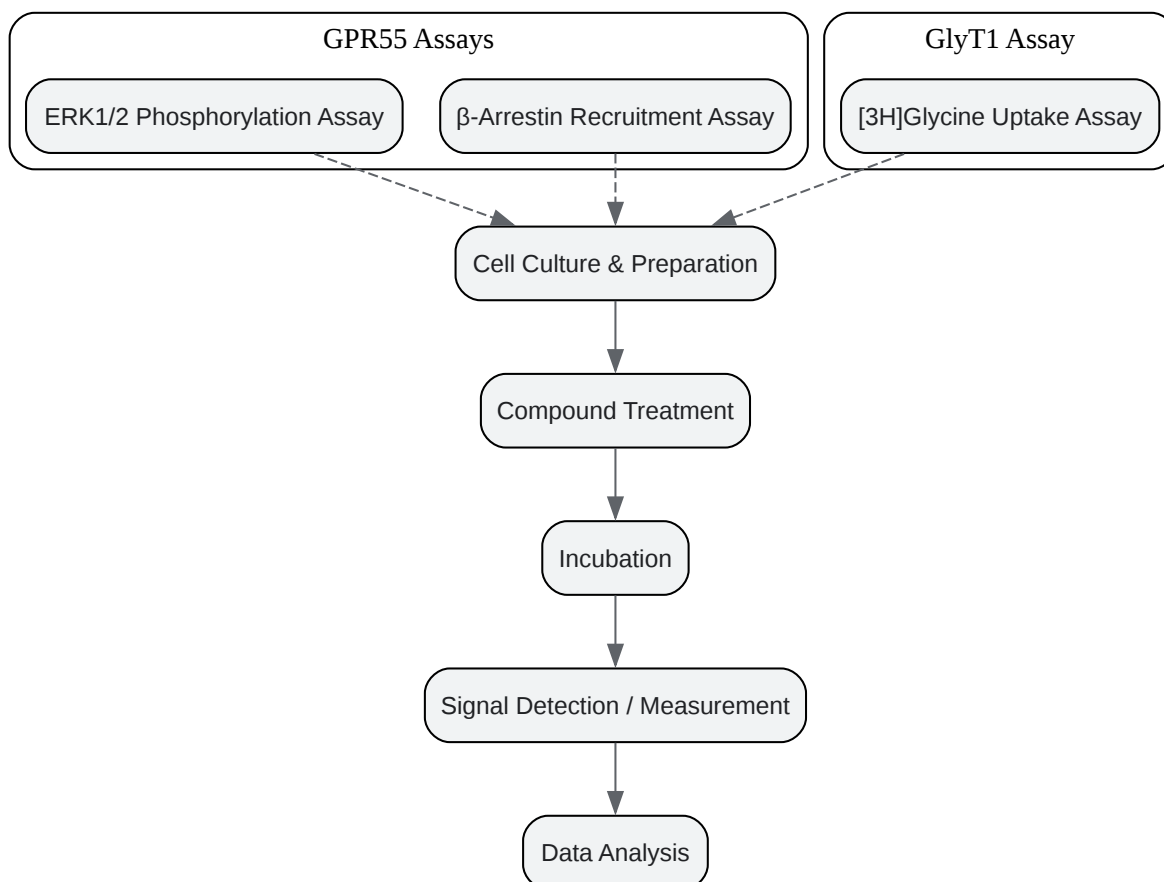 GPR55 Assays
GlyT1 Assay
ERK1/2 Phosphorylation Assay
β-Arrestin Recruitment Assay
[3H]Glycine Uptake Assay
Cell Culture & Preparation
Compound Treatment
Incubation
Signal Detection / Measurement
Data Analysis